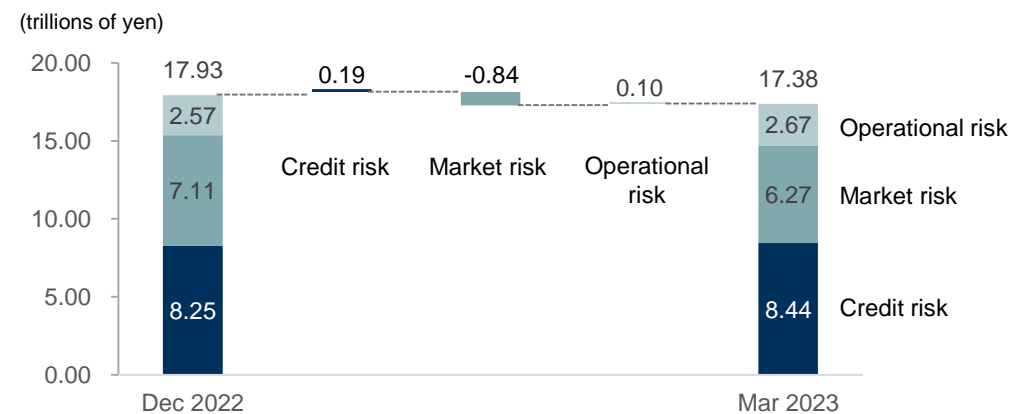 (trillions of yen)
20.00
15.00
10.00
5.00
0.00
17.93
2.57
7.11
8.25
0.19
Credit risk
-0.84
Market risk
0.10
Operational
risk
17.38
2.67
6.27
8.44
Operational risk
Market risk
Credit risk
Dec 2022
Mar 2023